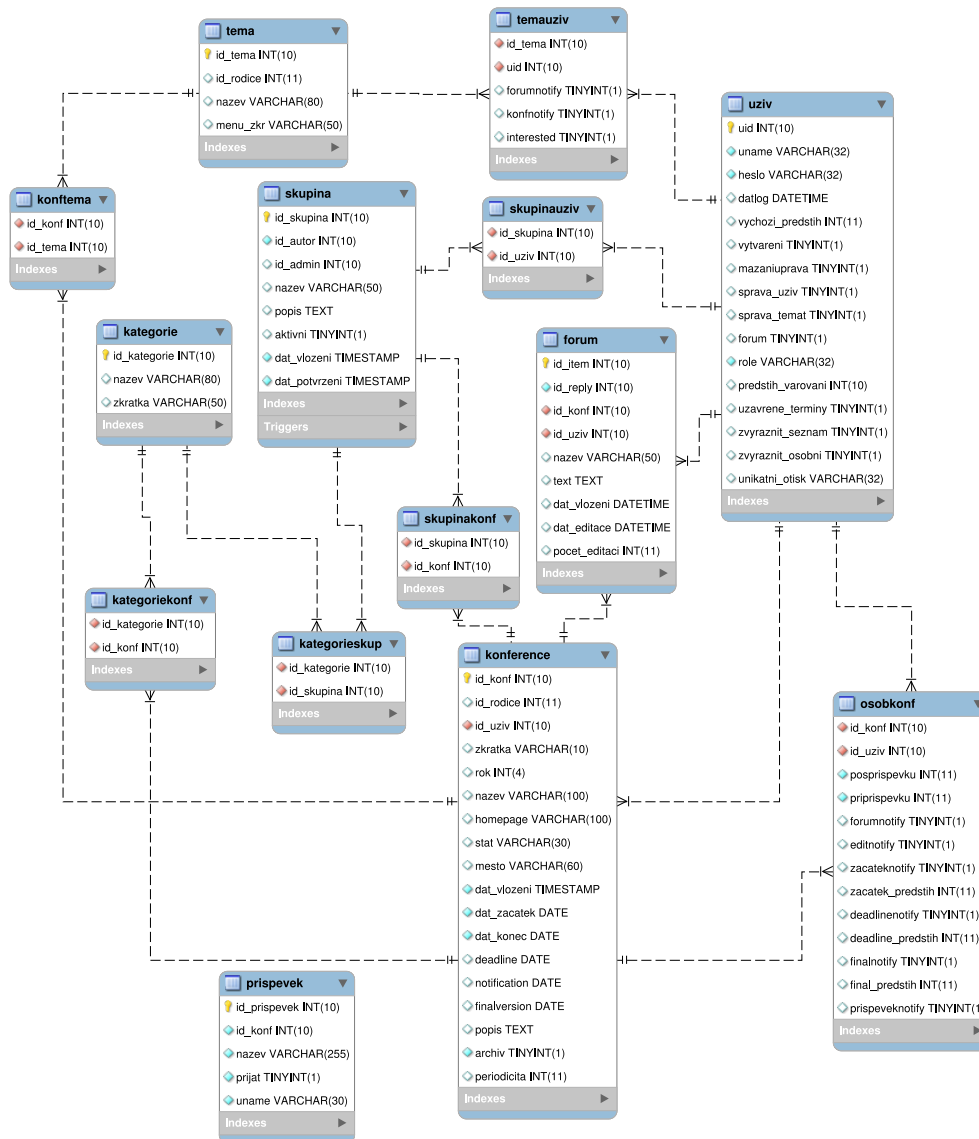 tema
id_tema INT(10)
id_rodice INT(11)
nazev VARCHAR(80)
menu_zkr VARCHAR(50)
Indexes
temauziv
id_tema INT(10)
uid INT(10)
forumnotify TINYINT(1)
konfnotify TINYINT(1)
interested TINYINT(1)
Indexes
uziv
uid INT(10)
uname VARCHAR(32)
heslo VARCHAR(32)
datlog DATETIME
vychozi_predstih INT(11)
vytvareni TINYINT(1)
mazaniuprava TINYINT(1)
sprava_uziv TINYINT(1)
sprava_temat TINYINT(1)
forum TINYINT(1)
role VARCHAR(32)
predstih_varovani INT(10)
uzavrene_terminy TINYINT(1)
zvyraznit_seznam TINYINT(1)
zvyraznit_osobni TINYINT(1)
unikatni_otisk VARCHAR(32)
Indexes
konftema
id_konf INT(10)
id_tema INT(10)
Indexes
skupina
id_skupina INT(10)
id_autor INT(10)
id_admin INT(10)
nazev VARCHAR(50)
popis TEXT
aktivni TINYINT(1)
dat_vlozeni TIMESTAMP
dat_potvrzeni TIMESTAMP
Indexes
Triggers
skupinauziv
id_skupina INT(10)
id_uziv INT(10)
Indexes
kategorie
id_kategorie INT(10)
nazev VARCHAR(80)
zkratka VARCHAR(50)
Indexes
forum
id_item INT(10)
id_reply INT(10)
id_konf INT(10)
id_uziv INT(10)
nazev VARCHAR(50)
text TEXT
dat_vlozeni DATETIME
dat_editace DATETIME
pocet_editaci INT(11)
Indexes
skupinakonf
id_skupina INT(10)
id_konf INT(10)
Indexes
kategoriekonf
id_kategorie INT(10)
id_konf INT(10)
Indexes
kategorieskup
id_kategorie INT(10)
id_skupina INT(10)
Indexes
konference
id_konf INT(10)
id_rodice INT(11)
id_uziv INT(10)
zkratka VARCHAR(10)
rok INT(4)
nazev VARCHAR(100)
homepage VARCHAR(100)
stat VARCHAR(30)
mesto VARCHAR(60)
dat_vlozeni TIMESTAMP
dat_zacatek DATE
dat_konec DATE
deadline DATE
notification DATE
finalversion DATE
popis TEXT
archiv TINYINT(1)
periodicita INT(11)
Indexes
osobkonf
id_konf INT(10)
id_uziv INT(10)
posprispevku INT(11)
priprispevku INT(11)
forumnotify TINYINT(1)
editnotify TINYINT(1)
zacateknotify TINYINT(1)
zacatek_predstih INT(11)
deadlinenotify TINYINT(1)
deadline_predstih INT(11)
finalnotify TINYINT(1)
final_predstih INT(11)
prispeveknotify TINYINT(1
Indexes
prispevek
id_prispevek INT(10)
id_konf INT(10)
nazev VARCHAR(255)
prijat TINYINT(1)
uname VARCHAR(30)
Indexes